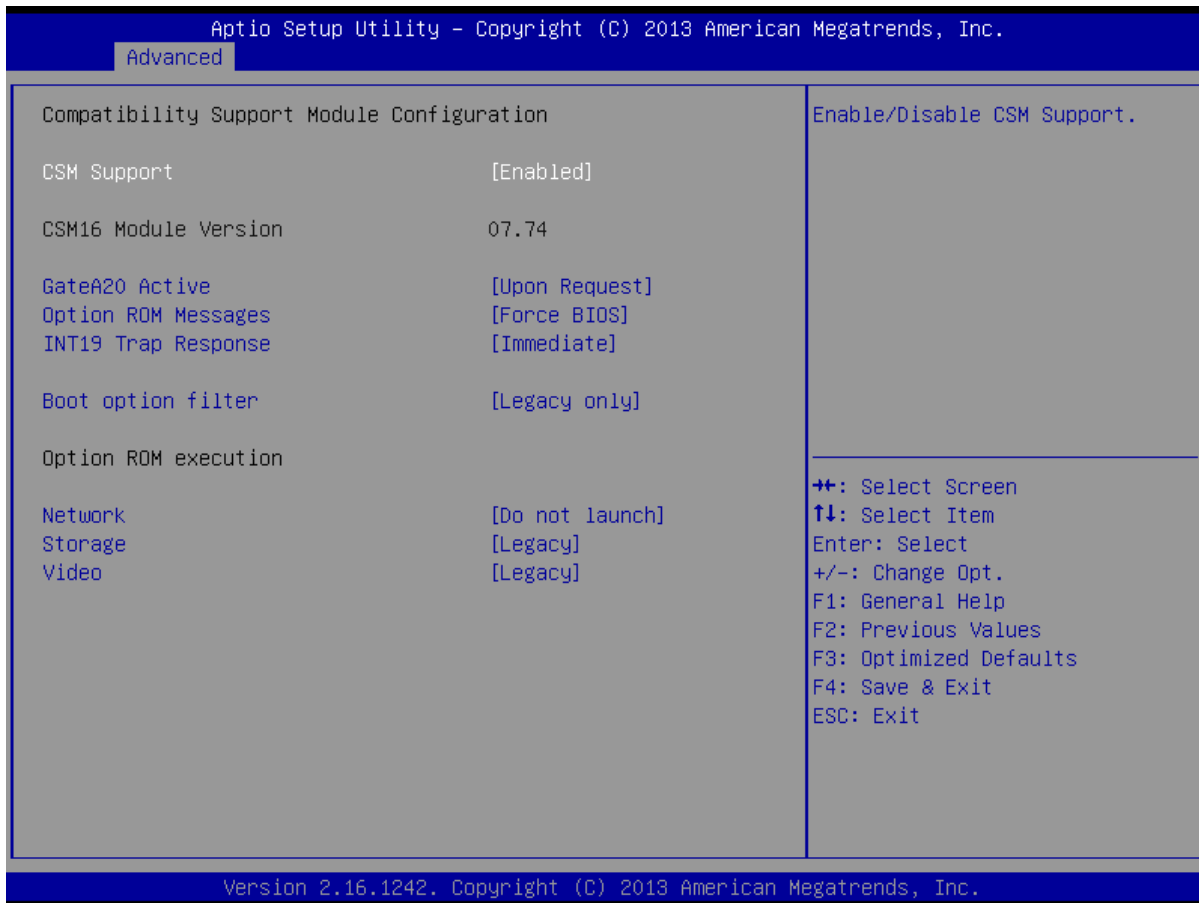 Aptio Setup Utility – Copyright (C) 2013 American Megatrends, Inc.
Advanced
Compatibility Support Module Configuration
CSM Support [Enabled]
CSM16 Module Version 07.74
GateA20 Active [Upon Request]
Option ROM Messages [Force BIOS]
INT19 Trap Response [Immediate]
Boot option filter [Legacy only]
Option ROM execution
Network [Do not launch]
Storage [Legacy]
Video [Legacy]
Enable/Disable CSM Support.
→←: Select Screen
↑↓: Select Item
Enter: Select
+/-: Change Opt.
F1: General Help
F2: Previous Values
F3: Optimized Defaults
F4: Save & Exit
ESC: Exit
Version 2.16.1242. Copyright (C) 2013 American Megatrends, Inc.